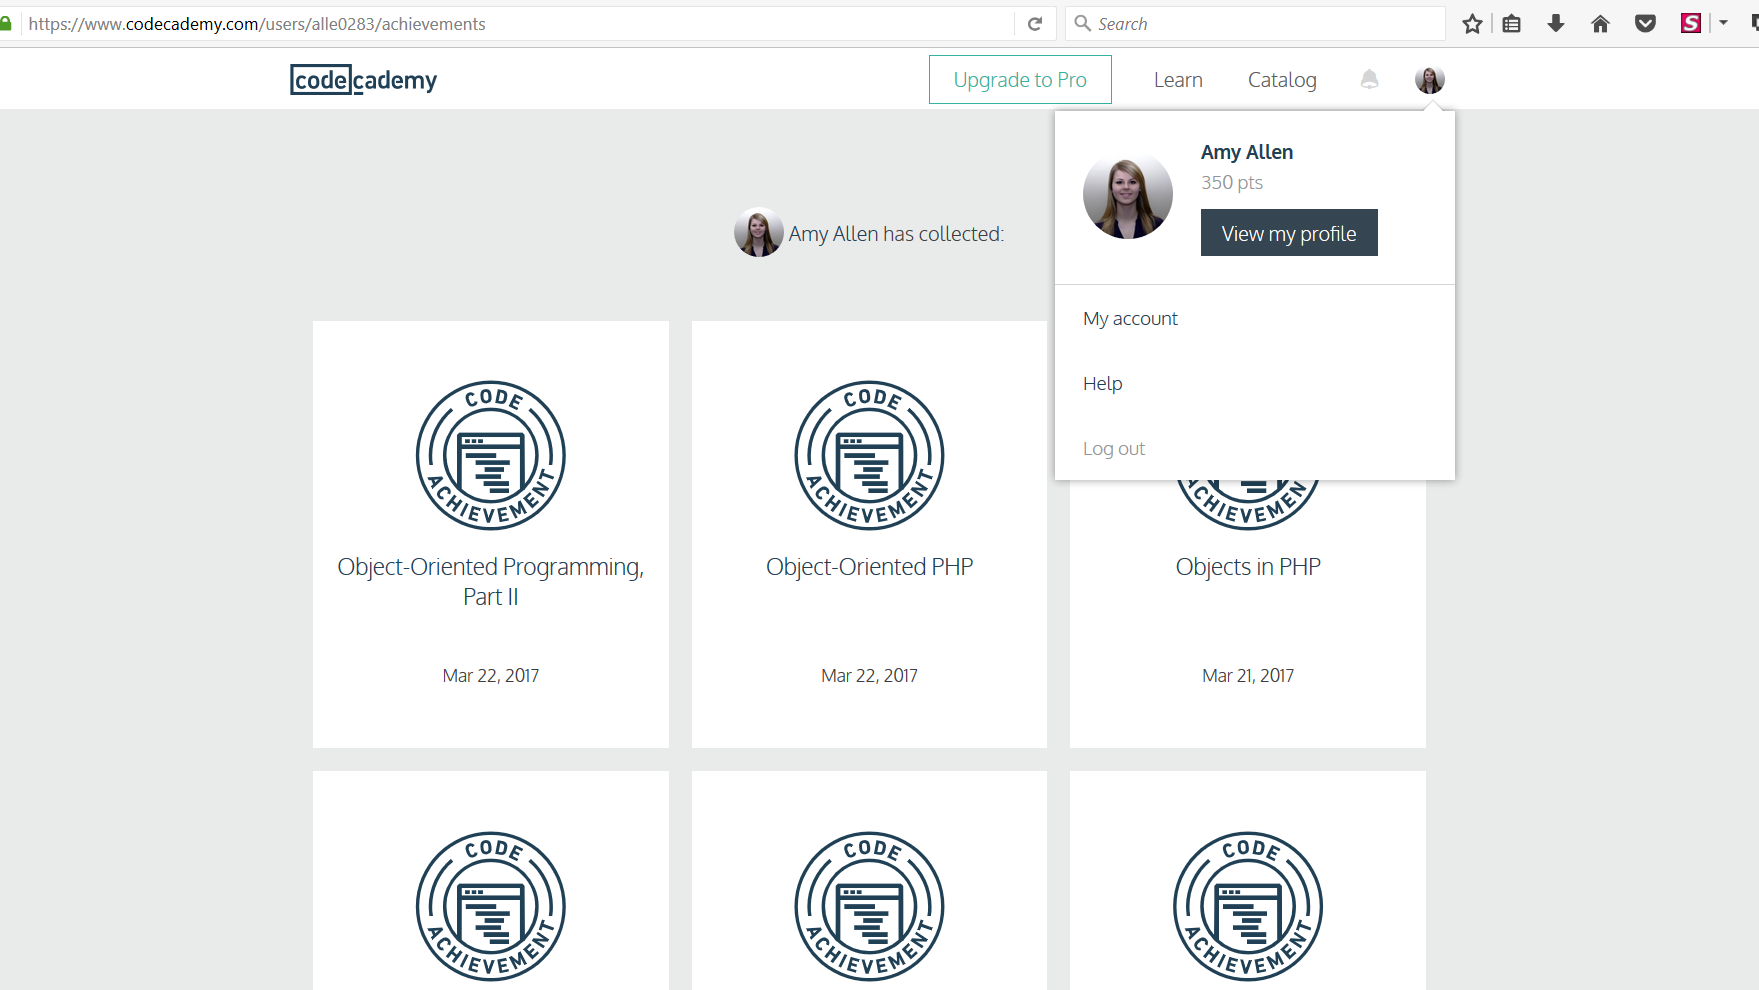 https://www.codecademy.com/users/alle0283/achievements
Search
S
codecademy
Upgrade to Pro
Learn
Catalog
Amy Allen
350 pts
View my profile
My account
Help
Log out
Amy Allen has collected:
CODE
ACHIEVEMENT
Object-Oriented Programming,
Part II
Mar 22, 2017
CODE
ACHIEVEMENT
Object-Oriented PHP
Mar 22, 2017
ACHIEVEMENT
Objects in PHP
Mar 21, 2017
CODE
ACHIEVEMENT
CODE
ACHIEVEMENT
CODE
ACHIEVEMENT